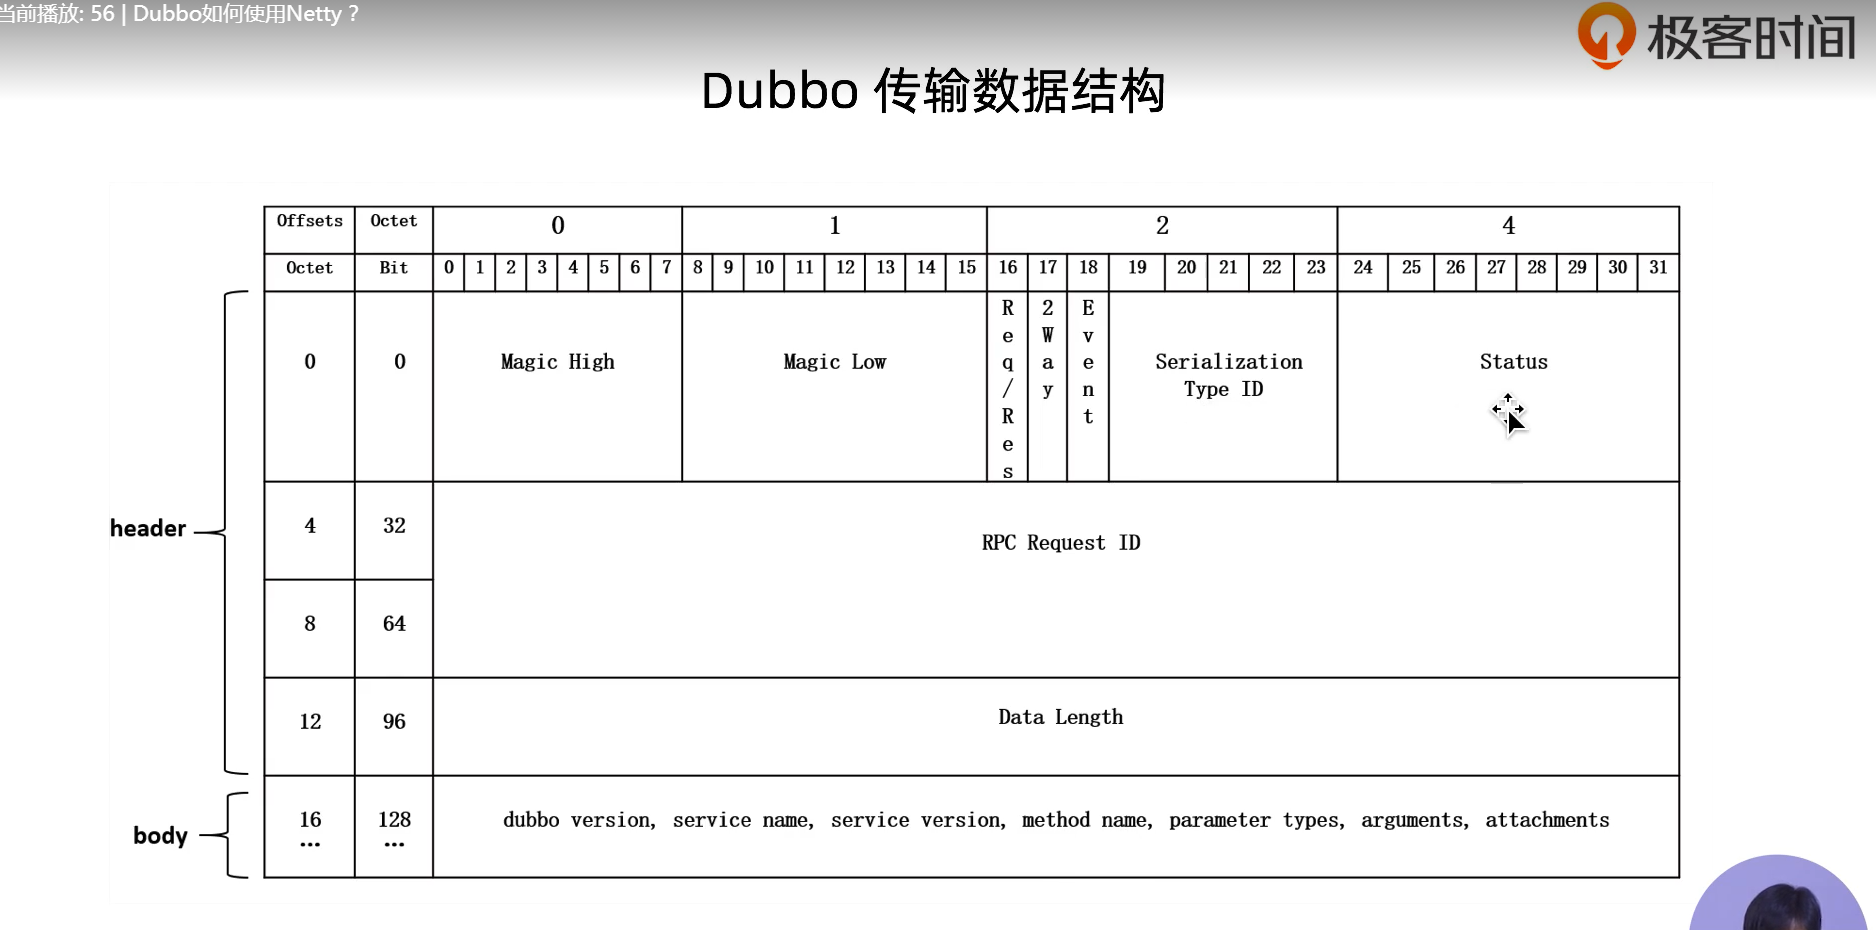 当前播放: 56 | Dubbo如何使用Netty？
极客时间
Dubbo 传输数据结构
Offsets Octet 0 1 2 4
Octet Bit 0 1 2 3 4 5 6 7 8 9 10 11 12 13 14 15 16 17 18 19 20 21 22 23 24 25 26 27 28 29 30 31
0 0 Magic High Magic Low Req/Res 2Way Event Serialization Status
Type ID
header
4 32 RPC Request ID
8 64
12 96 Data Length
body
16 128 dubbo version, service name, service version, method name, parameter types, arguments, attachments
... ...